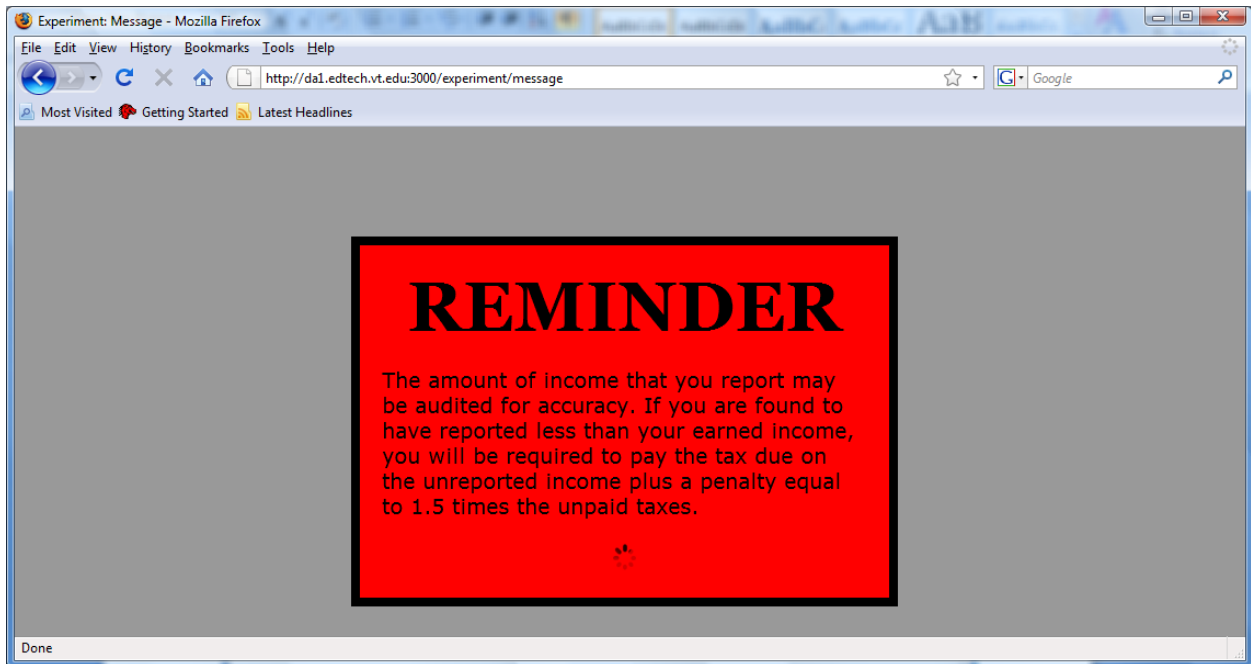 Experiment: Message - Mozilla Firefox
File Edit View History Bookmarks Tools Help
http://da1.edtech.vt.edu:3000/experiment/message
G Google
Most Visited Getting Started Latest Headlines
REMINDER
The amount of income that you report may
be audited for accuracy. If you are found to
have reported less than your earned income,
you will be required to pay the tax due on
the unreported income plus a penalty equal
to 1.5 times the unpaid taxes.
Done